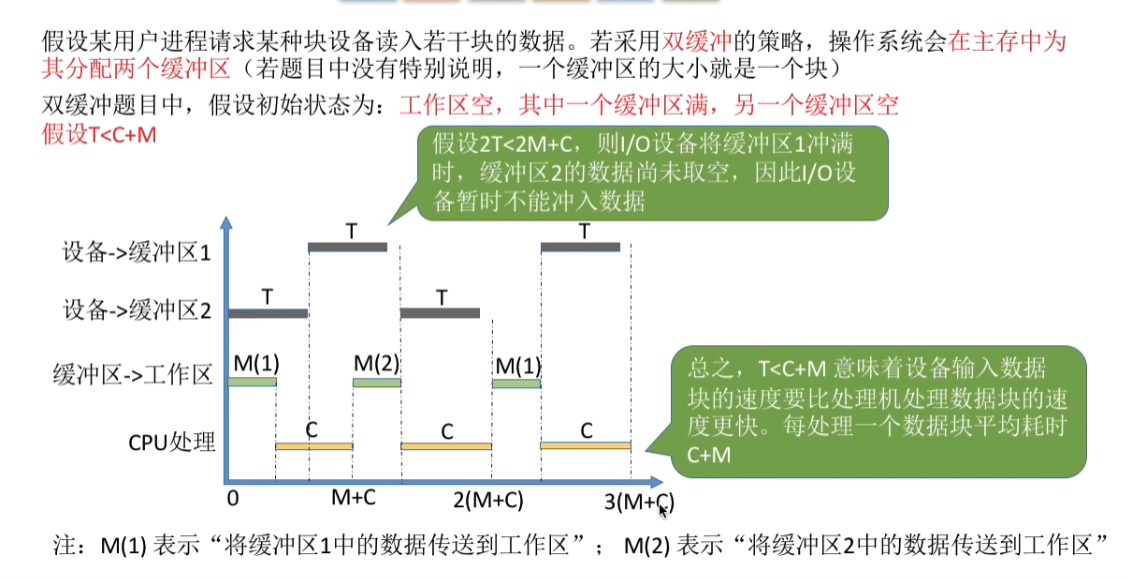 假设某用户进程请求某种块设备读入若干块的数据。若采用双缓冲的策略，操作系统会在主存中为
其分配两个缓冲区（若题目中没有特别说明，一个缓冲区的大小就是一个块）
双缓冲题目中，假设初始状态为：工作区空，其中一个缓冲区满，另一个缓冲区空
假设T<C+M
假设2T<2M+C，则I/O设备将缓冲区1冲满
时，缓冲区2的数据尚未取空，因此I/O设
备暂时不能冲入数据
T T
设备->缓冲区1
T T
设备->缓冲区2
M(1) M(2) M(1)
缓冲区->工作区
C C C
CPU处理
总之，T<C+M 意味着设备输入数据
块的速度要比处理机处理数据块的速
度更快。每处理一个数据块平均耗时
C+M
0 M+C 2(M+C) 3(M+C)
注：M(1) 表示“将缓冲区1中的数据传送到工作区”； M(2) 表示“将缓冲区2中的数据传送到工作区”